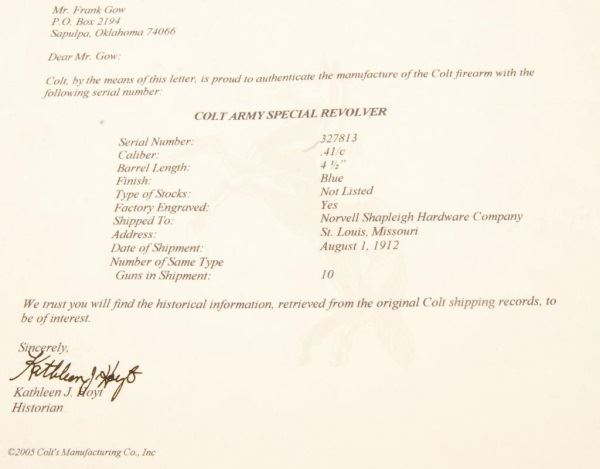 Mr. Frank Gow
P.O. Box 2194
Sapulpa, Oklahoma 74066
Dear Mr. Gow:
Colt, by the means of this letter, is proud to authenticate the manufacture of the Colt firearm with the
following serial number:
COLT ARMY SPECIAL REVOLVER
Serial Number: 327813
Caliber: .41/c
Barrel Length: 4 ½"
Finish: Blue
Type of Stocks: Not Listed
Factory Engraved: Yes
Shipped To: Norvell Shapleigh Hardware Company
Address: St. Louis, Missouri
Date of Shipment: August 1, 1912
Number of Same Type
Guns in Shipment: 10
We trust you will find the historical information, retrieved from the original Colt shipping records, to
be of interest.
Sincerely,
Kathleen J. Hoyt
Kathleen J. Hoyt
Historian
©2005 Colt's Manufacturing Co., Inc